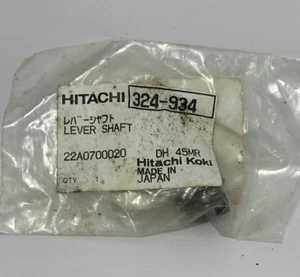 HITACHI 324-934
ﾚﾊﾞｰｼｬﾌﾄ
LEVER SHAFT
22A0700020 DH 45MR
Hitachi Koki
QTY 1 MADE IN
JAPAN